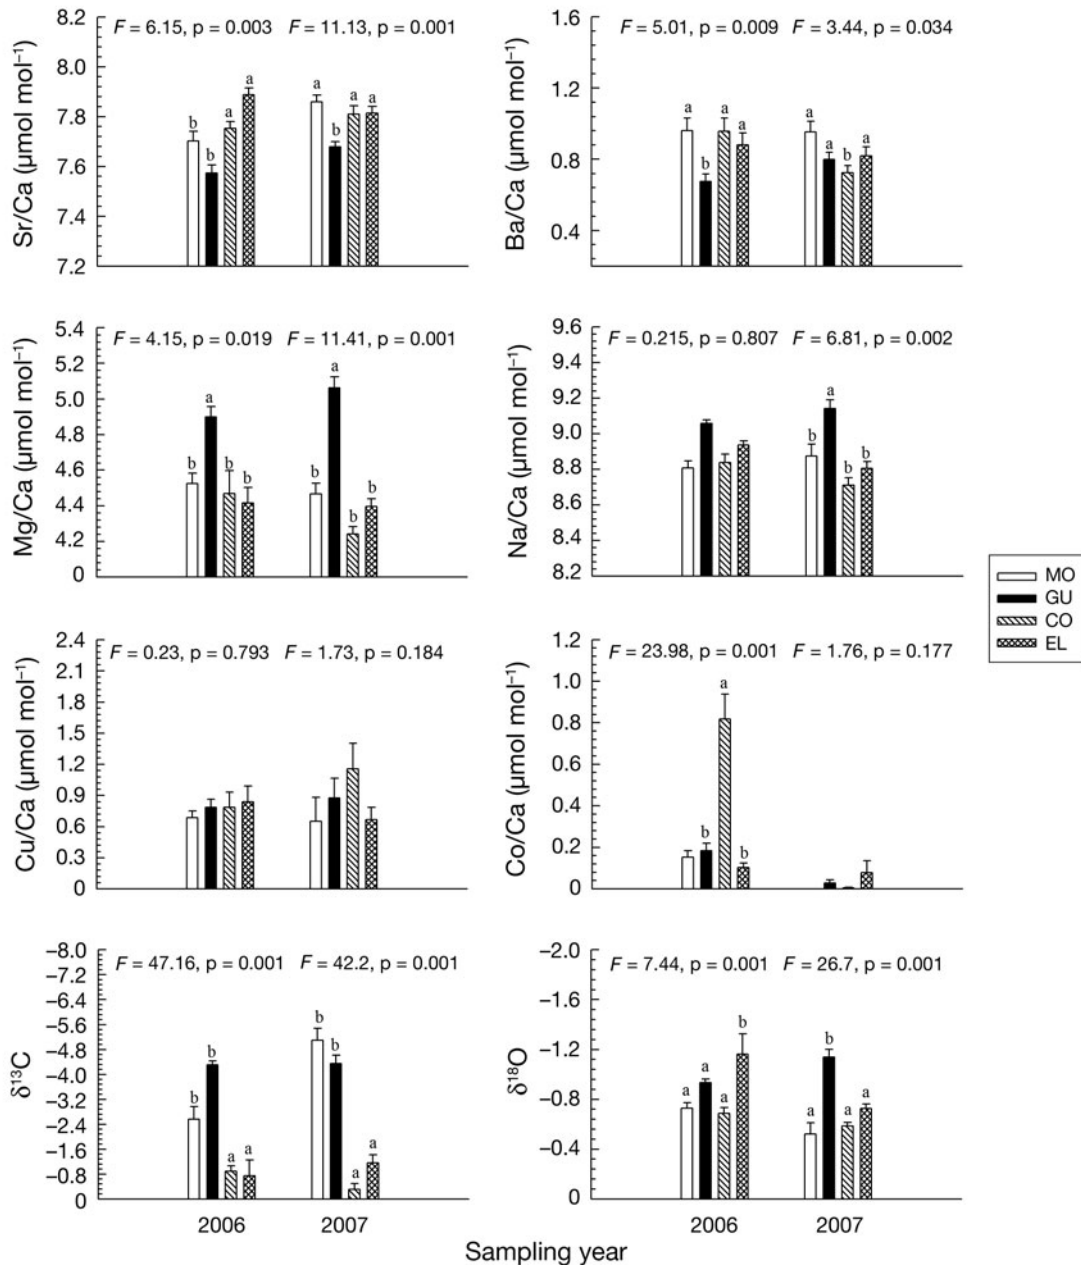 Sr/Ca (µmol mol⁻¹)
8.2
8.0
7.8
7.6
7.4
7.2
F = 6.15, p = 0.003 F = 11.13, p = 0.001
b b a a a b a a
Ba/Ca (µmol mol⁻¹)
1.6
1.2
0.8
0.4
F = 5.01, p = 0.009 F = 3.44, p = 0.034
a b a a a a b a
Mg/Ca (µmol mol⁻¹)
5.4
5.2
5.0
4.8
4.6
4.4
4.2
0
F = 4.15, p = 0.019 F = 11.41, p = 0.001
b a b b b a b b
Na/Ca (µmol mol⁻¹)
9.6
9.4
9.2
9.0
8.8
8.6
8.4
8.2
F = 0.215, p = 0.807 F = 6.81, p = 0.002
b a b b
MO
GU
CO
EL
Cu/Ca (µmol mol⁻¹)
2.4
2.1
1.8
1.5
1.2
0.9
0.6
0.3
0
F = 0.23, p = 0.793 F = 1.73, p = 0.184
Co/Ca (µmol mol⁻¹)
1.2
1.0
0.8
0.6
0.4
0.2
0
F = 23.98, p = 0.001 F = 1.76, p = 0.177
b a b
δ¹³C
–8.0
–7.2
–6.4
–5.6
–4.8
–4.0
–3.2
–2.4
–1.6
–0.8
0
F = 47.16, p = 0.001 F = 42.2, p = 0.001
b b a a b b a a
2006 2007
δ¹⁸O
–2.0
–1.6
–1.2
–0.8
–0.4
0
F = 7.44, p = 0.001 F = 26.7, p = 0.001
a a a b a b a a
2006 2007
Sampling year